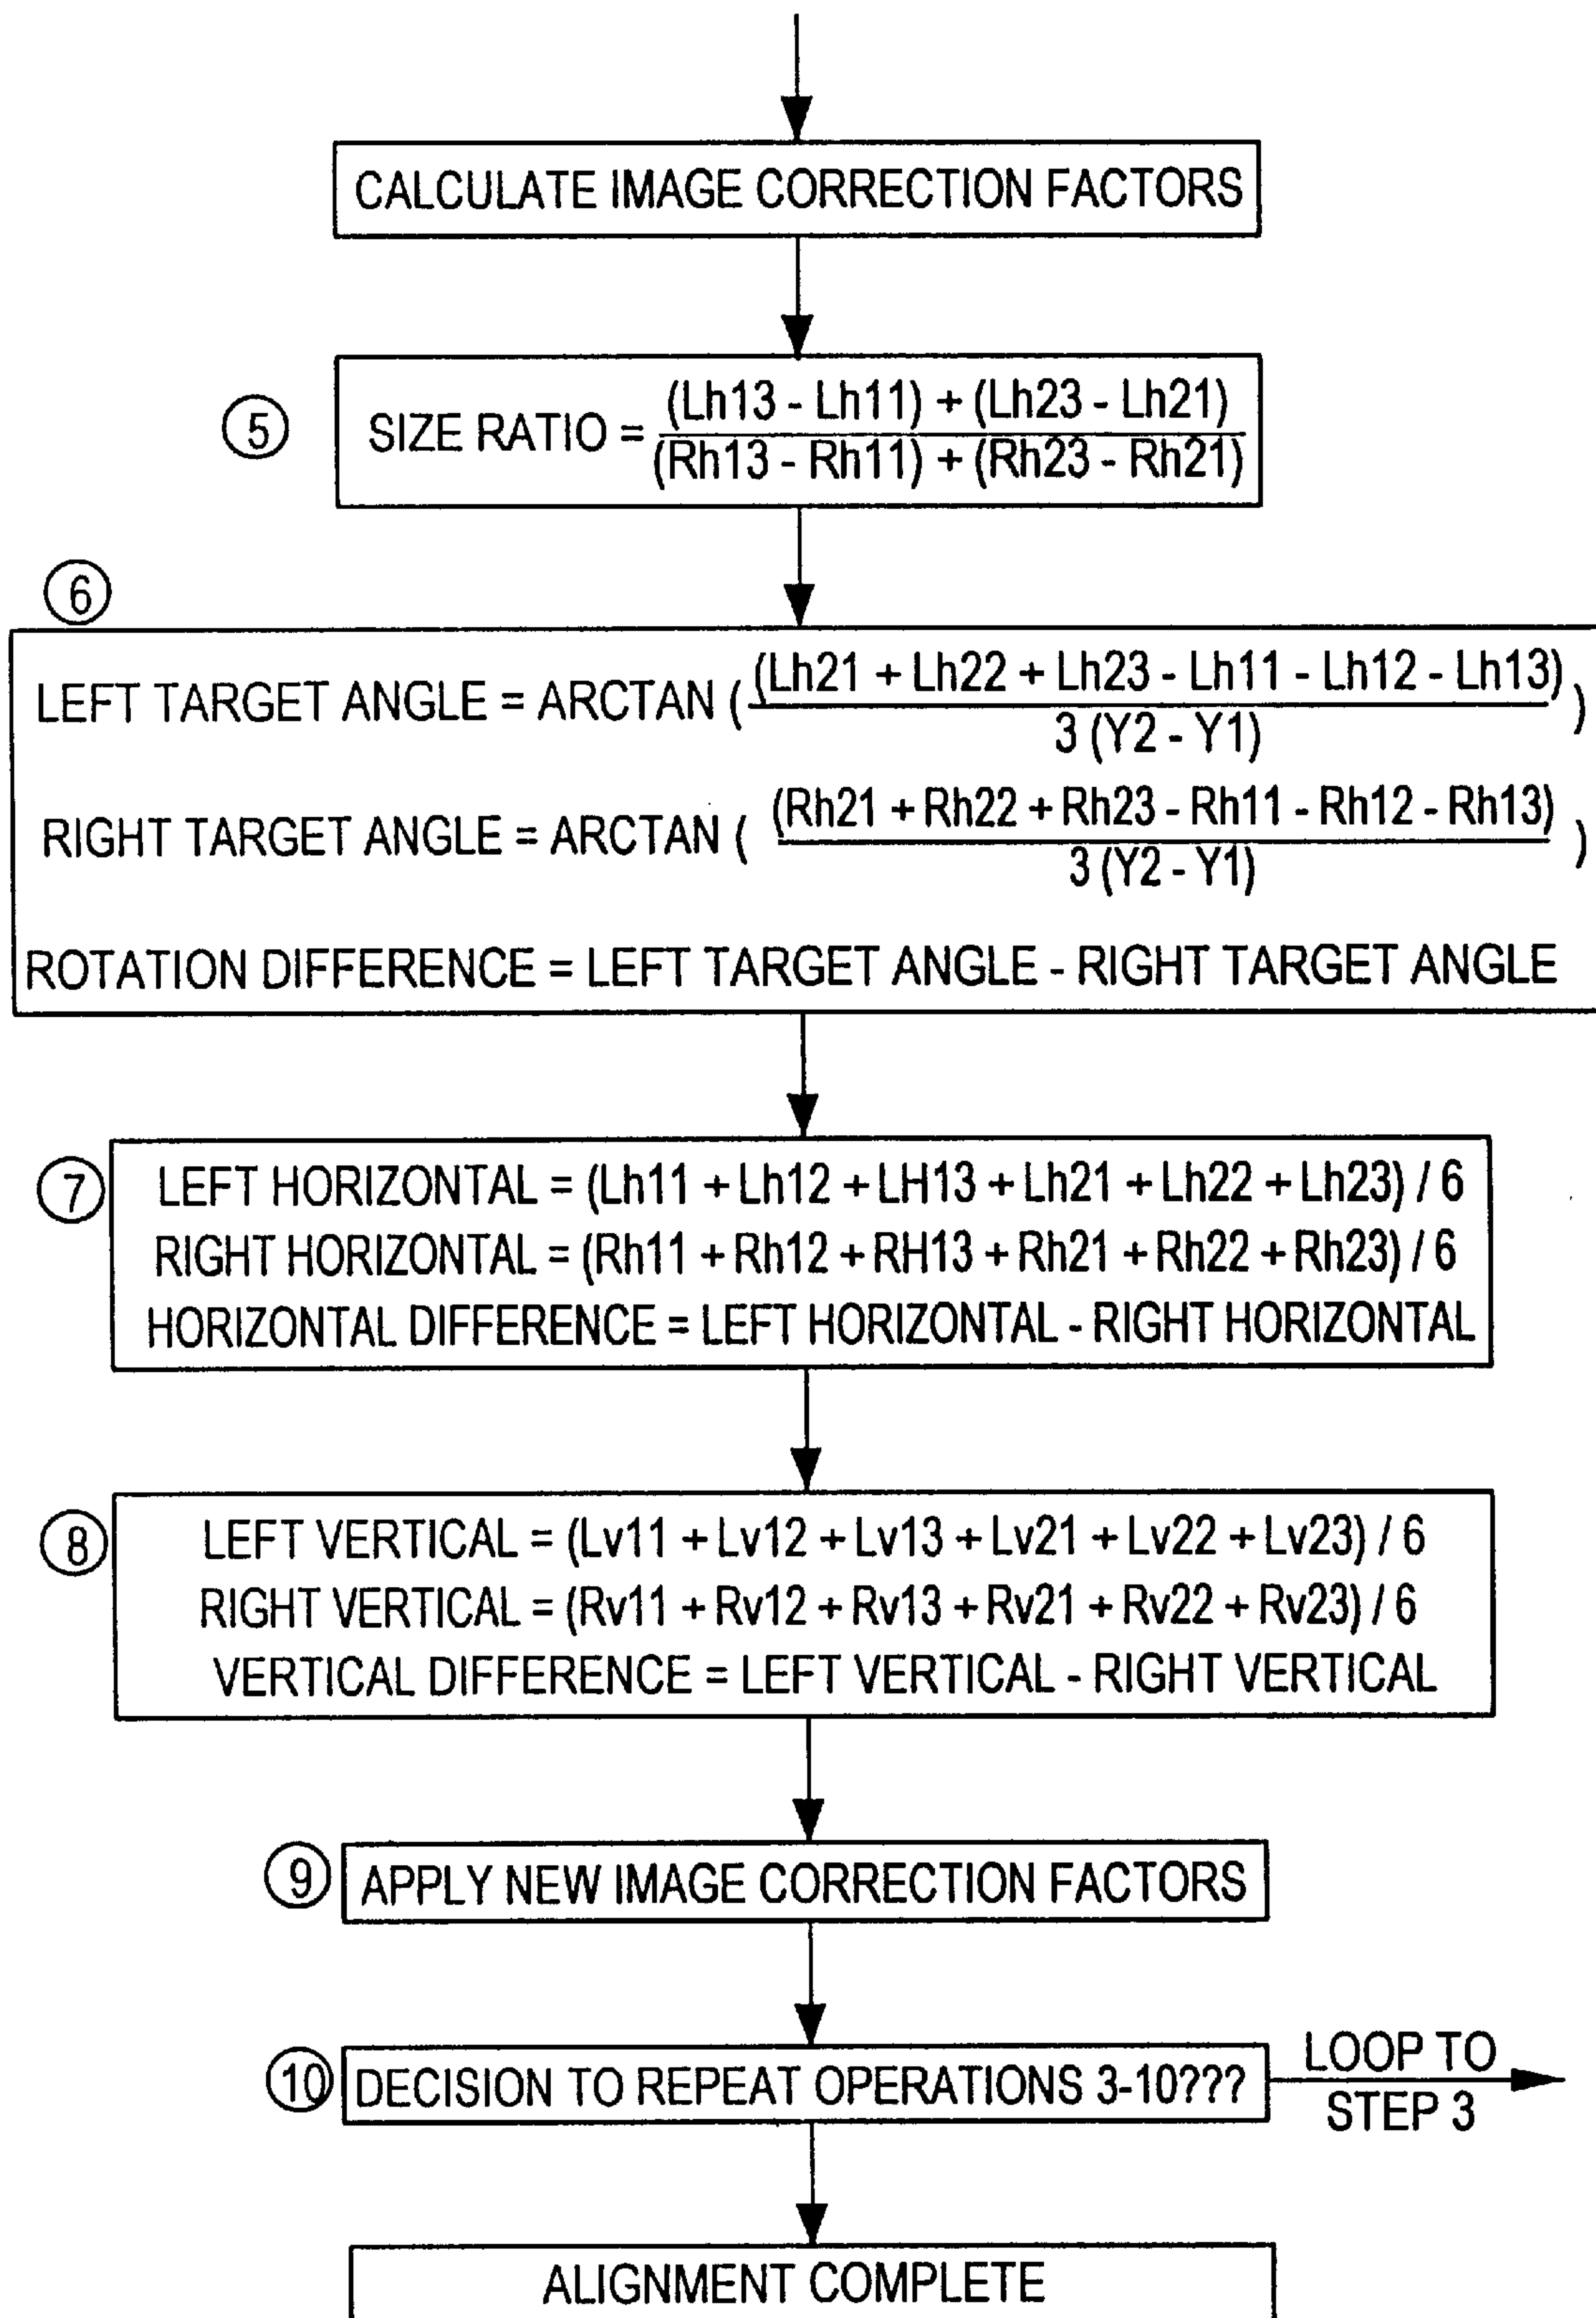 CALCULATE IMAGE CORRECTION FACTORS
5
SIZE RATIO = (Lh13 - Lh11) + (Lh23 - Lh21)
(Rh13 - Rh11) + (Rh23 - Rh21)
6
LEFT TARGET ANGLE = ARCTAN ( (Lh21 + Lh22 + Lh23 - Lh11 - Lh12 - Lh13) )
3 (Y2 - Y1)
RIGHT TARGET ANGLE = ARCTAN ( (Rh21 + Rh22 + Rh23 - Rh11 - Rh12 - Rh13) )
3 (Y2 - Y1)
ROTATION DIFFERENCE = LEFT TARGET ANGLE - RIGHT TARGET ANGLE
7
LEFT HORIZONTAL = (Lh11 + Lh12 + LH13 + Lh21 + Lh22 + Lh23) / 6
RIGHT HORIZONTAL = (Rh11 + Rh12 + RH13 + Rh21 + Rh22 + Rh23) / 6
HORIZONTAL DIFFERENCE = LEFT HORIZONTAL - RIGHT HORIZONTAL
8
LEFT VERTICAL = (Lv11 + Lv12 + Lv13 + Lv21 + Lv22 + Lv23) / 6
RIGHT VERTICAL = (Rv11 + Rv12 + Rv13 + Rv21 + Rv22 + Rv23) / 6
VERTICAL DIFFERENCE = LEFT VERTICAL - RIGHT VERTICAL
9
APPLY NEW IMAGE CORRECTION FACTORS
10
DECISION TO REPEAT OPERATIONS 3-10???
LOOP TO
STEP 3
ALIGNMENT COMPLETE